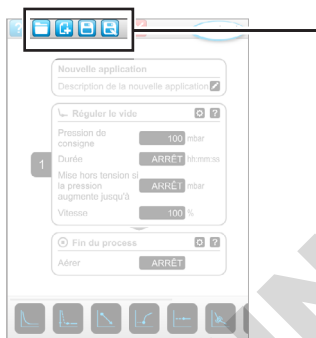 ?
Nouvelle application
Description de la nouvelle application
Réguler le vide ?
Pression de
consigne 100 mbar
Durée ARRÊT hh:mm:ss
1
Mise hors tension si
la pression
augmente jusqu'à ARRÊT mbar
Vitesse 100 %
Fin du process ?
Aérer ARRÊT